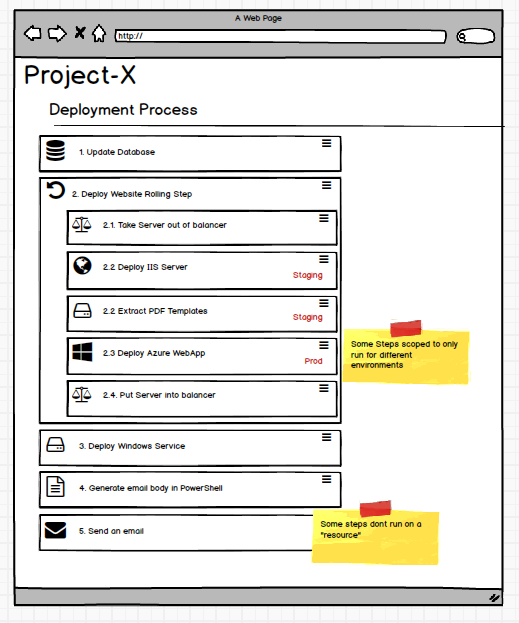 A Web Page
http://
Project-X
Deployment Process
1. Update Database
2. Deploy Website Rolling Step
2.1. Take Server out of balancer
2.2 Deploy IIS Server
Staging
2.2 Extract PDF Templates
Staging
2.3 Deploy Azure WebApp
Prod
2.4. Put Server into balancer
Some Steps scoped to only
run for different
environments
3. Deploy Windows Service
4. Generate email body in PowerShell
5. Send an email
Some steps dont run on a
"resource"